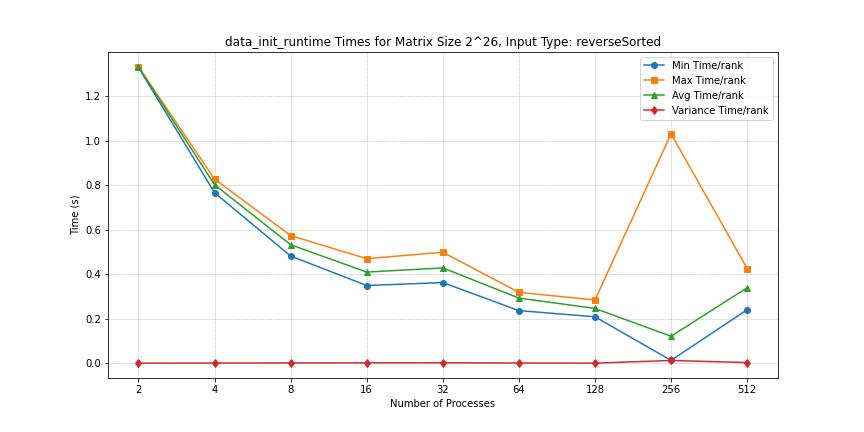 data_init_runtime Times for Matrix Size 2^26, Input Type: reverseSorted
Min Time/rank
Max Time/rank
Avg Time/rank
Variance Time/rank
Time (s)
1.2
1.0
0.8
0.6
0.4
0.2
0.0
2 4 8 16 32 64 128 256 512
Number of Processes